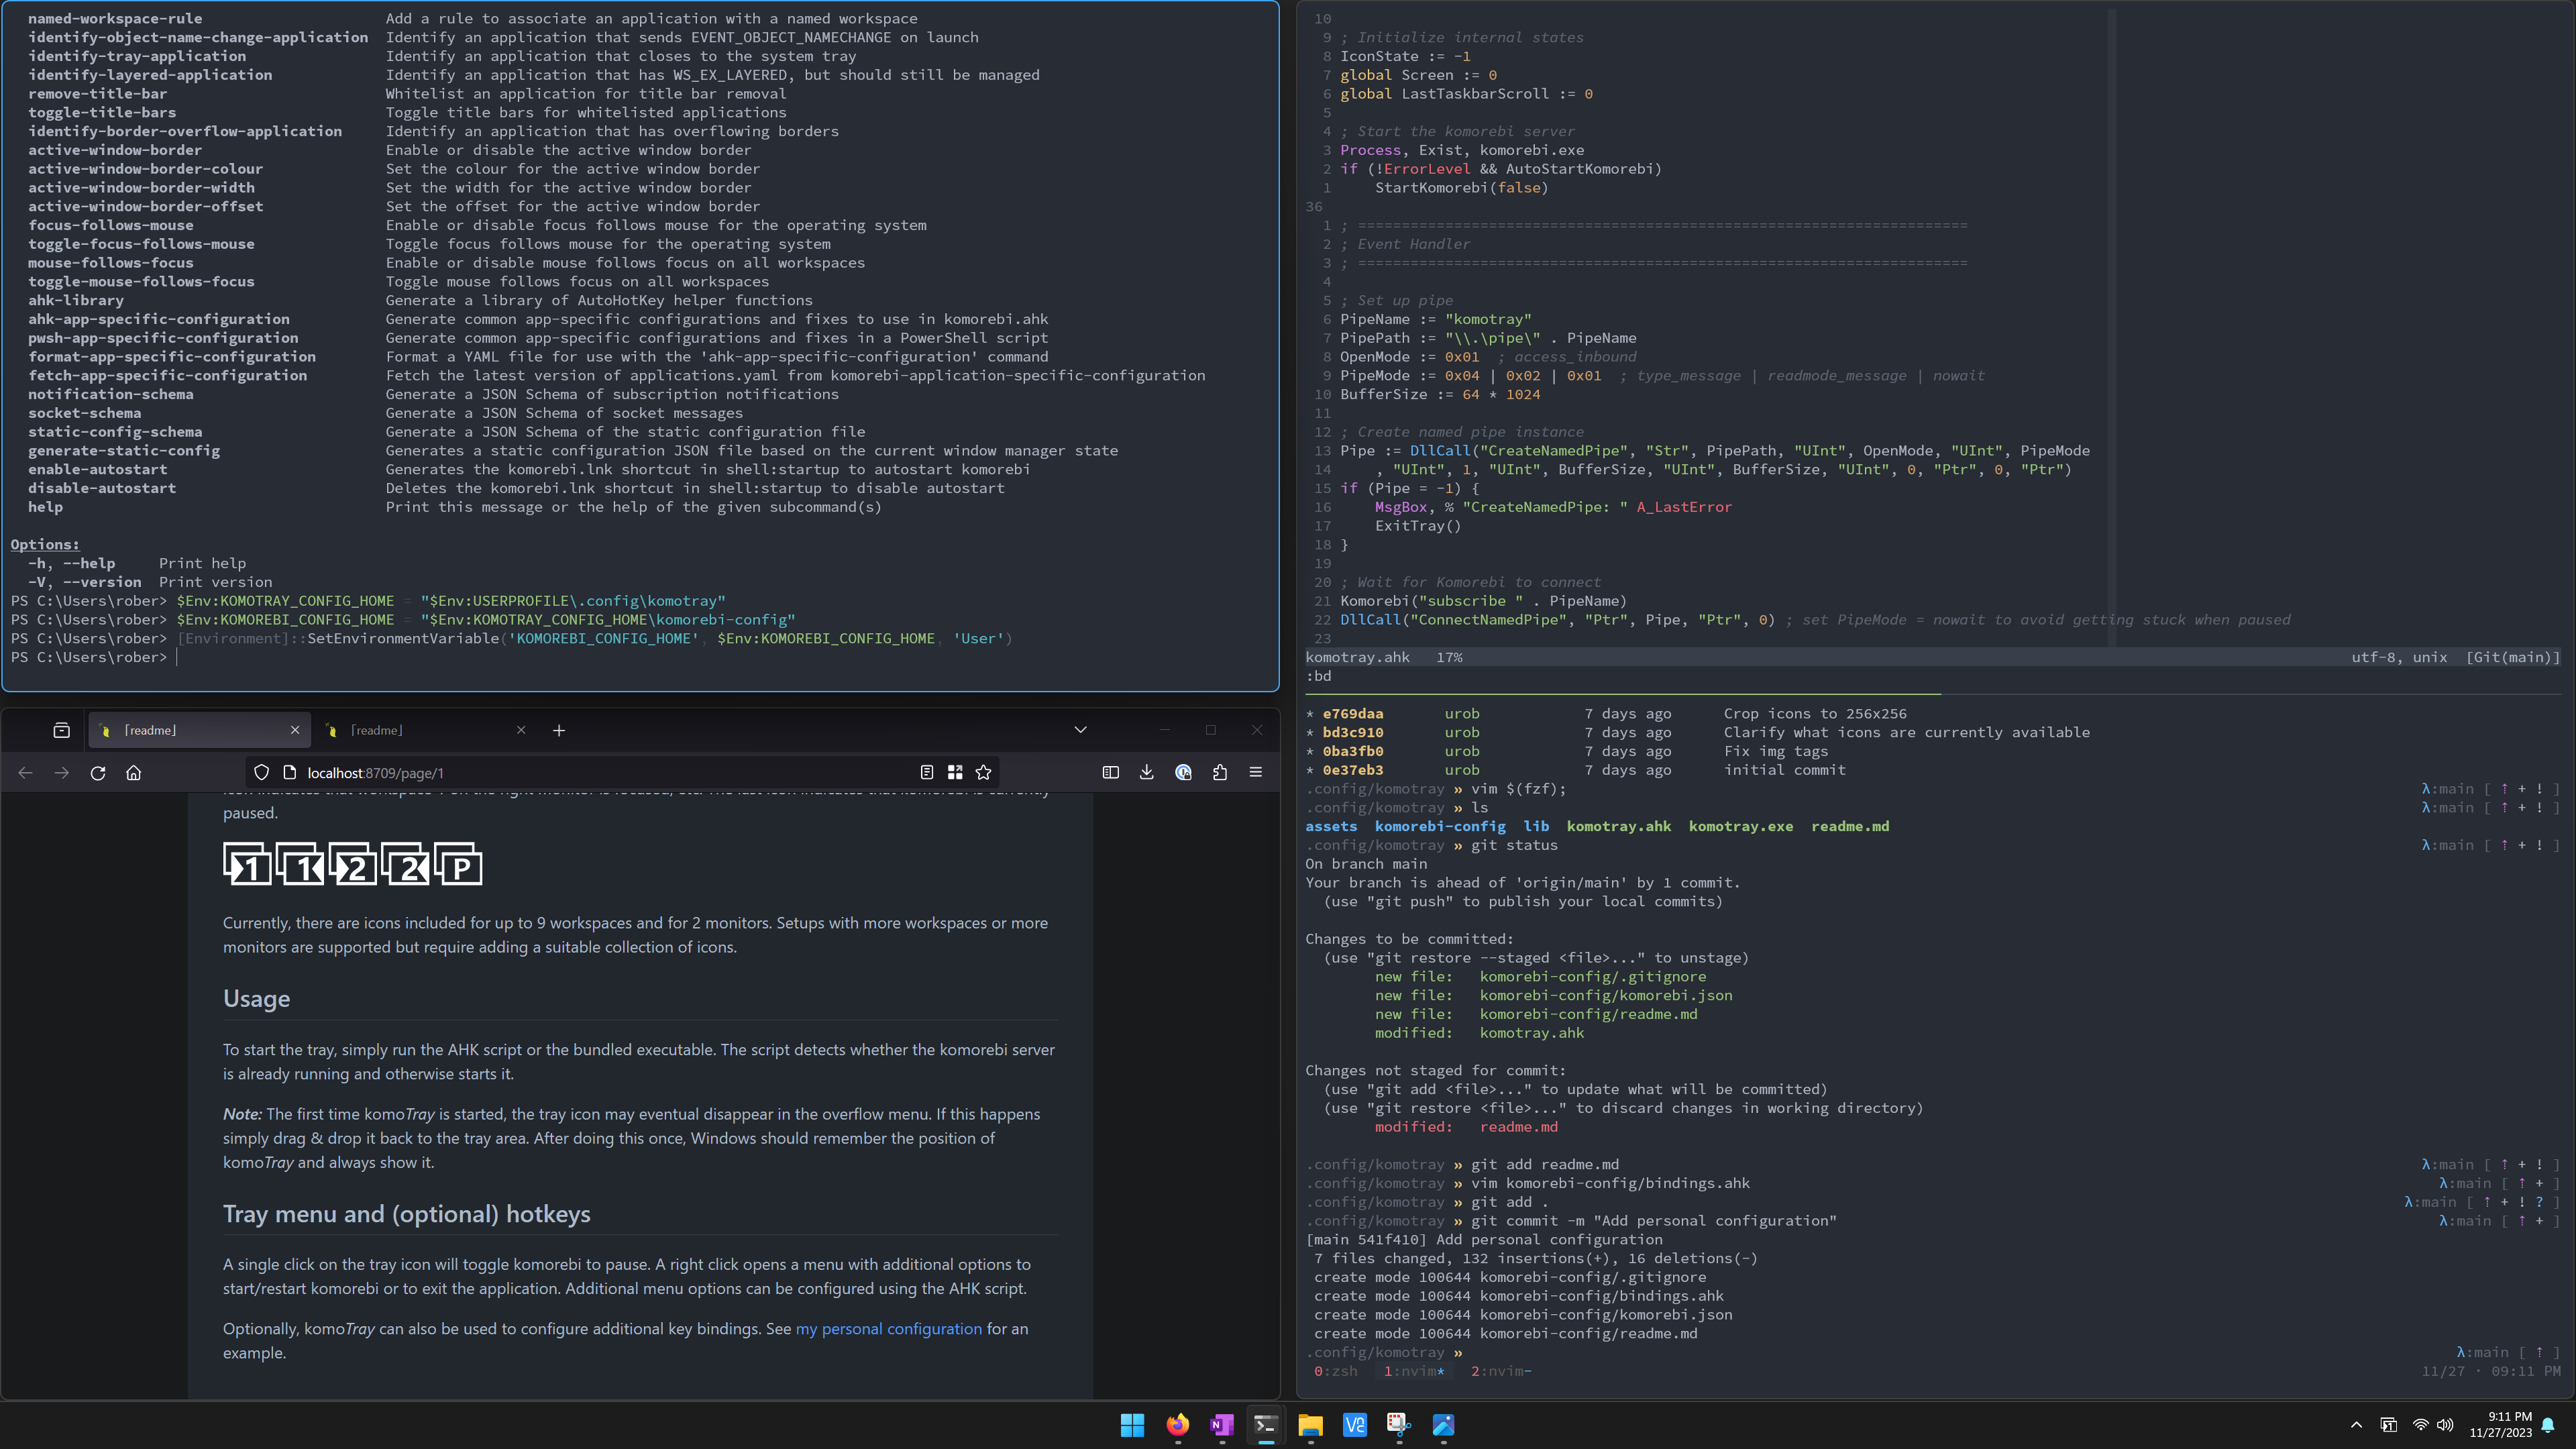 named-workspace-rule Add a rule to associate an application with a named workspace
identify-object-name-change-application Identify an application that sends EVENT_OBJECT_NAMECHANGE on launch
identify-tray-application Identify an application that closes to the system tray
identify-layered-application Identify an application that has WS_EX_LAYERED, but should still be managed
remove-title-bar Whitelist an application for title bar removal
toggle-title-bars Toggle title bars for whitelisted applications
identify-border-overflow-application Identify an application that has overflowing borders
active-window-border Enable or disable the active window border
active-window-border-colour Set the colour for the active window border
active-window-border-width Set the width for the active window border
active-window-border-offset Set the offset for the active window border
focus-follows-mouse Enable or disable focus follows mouse for the operating system
toggle-focus-follows-mouse Toggle focus follows mouse for the operating system
mouse-follows-focus Enable or disable mouse follows focus on all workspaces
toggle-mouse-follows-focus Toggle mouse follows focus on all workspaces
ahk-library Generate a library of AutoHotKey helper functions
ahk-app-specific-configuration Generate common app-specific configurations and fixes to use in komorebi.ahk
pwsh-app-specific-configuration Generate common app-specific configurations and fixes in a PowerShell script
format-app-specific-configuration Format a YAML file for use with the 'ahk-app-specific-configuration' command
fetch-app-specific-configuration Fetch the latest version of applications.yaml from komorebi-application-specific-configuration
notification-schema Generate a JSON Schema of subscription notifications
socket-schema Generate a JSON Schema of socket messages
static-config-schema Generate a JSON Schema of the static configuration file
generate-static-config Generates a static configuration JSON file based on the current window manager state
enable-autostart Generates the komorebi.lnk shortcut in shell:startup to autostart komorebi
disable-autostart Deletes the komorebi.lnk shortcut in shell:startup to disable autostart
help Print this message or the help of the given subcommand(s)
Options:
-h, --help Print help
-V, --version Print version
PS C:\Users\rober> $Env:KOMOTRAY_CONFIG_HOME = "$Env:USERPROFILE\.config\komotray"
PS C:\Users\rober> $Env:KOMOREBI_CONFIG_HOME = "$Env:KOMOTRAY_CONFIG_HOME\komorebi-config"
PS C:\Users\rober> [Environment]::SetEnvironmentVariable('KOMOREBI_CONFIG_HOME', $Env:KOMOREBI_CONFIG_HOME, 'User')
PS C:\Users\rober>
[readme]
[readme]
localhost:8709/page/1
paused.
1 1 2 2 P
Currently, there are icons included for up to 9 workspaces and for 2 monitors. Setups with more workspaces or more
monitors are supported but require adding a suitable collection of icons.
Usage
To start the tray, simply run the AHK script or the bundled executable. The script detects whether the komorebi server
is already running and otherwise starts it.
Note: The first time komoTray is started, the tray icon may eventual disappear in the overflow menu. If this happens
simply drag & drop it back to the tray area. After doing this once, Windows should remember the position of
komoTray and always show it.
Tray menu and (optional) hotkeys
A single click on the tray icon will toggle komorebi to pause. A right click opens a menu with additional options to
start/restart komorebi or to exit the application. Additional menu options can be configured using the AHK script.
Optionally, komoTray can also be used to configure additional key bindings. See my personal configuration for an
example.
10
9 ; Initialize internal states
8 IconState := -1
7 global Screen := 0
6 global LastTaskbarScroll := 0
5
4 ; Start the komorebi server
3 Process, Exist, komorebi.exe
2 if (!ErrorLevel && AutoStartKomorebi)
1 StartKomorebi(false)
36
1 ; ======================================================================
2 ; Event Handler
3 ; ======================================================================
4
5 ; Set up pipe
6 PipeName := "komotray"
7 PipePath := "\\.\pipe\" . PipeName
8 OpenMode := 0x01 ; access_inbound
9 PipeMode := 0x04 | 0x02 | 0x01 ; type_message | readmode_message | nowait
10 BufferSize := 64 * 1024
11
12 ; Create named pipe instance
13 Pipe := DllCall("CreateNamedPipe", "Str", PipePath, "UInt", OpenMode, "UInt", PipeMode
14 , "UInt", 1, "UInt", BufferSize, "UInt", BufferSize, "UInt", 0, "Ptr", 0, "Ptr")
15 if (Pipe = -1) {
16 MsgBox, % "CreateNamedPipe: " A_LastError
17 ExitTray()
18 }
19
20 ; Wait for Komorebi to connect
21 Komorebi("subscribe " . PipeName)
22 DllCall("ConnectNamedPipe", "Ptr", Pipe, "Ptr", 0) ; set PipeMode = nowait to avoid getting stuck when paused
23
komotray.ahk 17% utf-8, unix [Git(main)]
:bd
* e769daa urob 7 days ago Crop icons to 256x256
* bd3c910 urob 7 days ago Clarify what icons are currently available
* 0ba3fb0 urob 7 days ago Fix img tags
* 0e37eb3 urob 7 days ago initial commit
.config/komotray » vim $(fzf); λ:main [ ↑ + ! ]
.config/komotray » ls λ:main [ ↑ + ! ]
assets komorebi-config lib komotray.ahk komotray.exe readme.md
.config/komotray » git status λ:main [ ↑ + ! ]
On branch main
Your branch is ahead of 'origin/main' by 1 commit.
(use "git push" to publish your local commits)
Changes to be committed:
(use "git restore --staged <file>..." to unstage)
new file: komorebi-config/.gitignore
new file: komorebi-config/komorebi.json
new file: komorebi-config/readme.md
modified: komotray.ahk
Changes not staged for commit:
(use "git add <file>..." to update what will be committed)
(use "git restore <file>..." to discard changes in working directory)
modified: readme.md
.config/komotray » git add readme.md λ:main [ ↑ + ! ]
.config/komotray » vim komorebi-config/bindings.ahk λ:main [ ↑ + ]
.config/komotray » git add . λ:main [ ↑ + ! ? ]
.config/komotray » git commit -m "Add personal configuration" λ:main [ ↑ + ]
[main 541f410] Add personal configuration
7 files changed, 132 insertions(+), 16 deletions(-)
create mode 100644 komorebi-config/.gitignore
create mode 100644 komorebi-config/bindings.ahk
create mode 100644 komorebi-config/komorebi.json
create mode 100644 komorebi-config/readme.md
.config/komotray » λ:main [ ↑ ]
0:zsh 1:nvim* 2:nvim- 11/27 · 09:11 PM
9:11 PM
11/27/2023